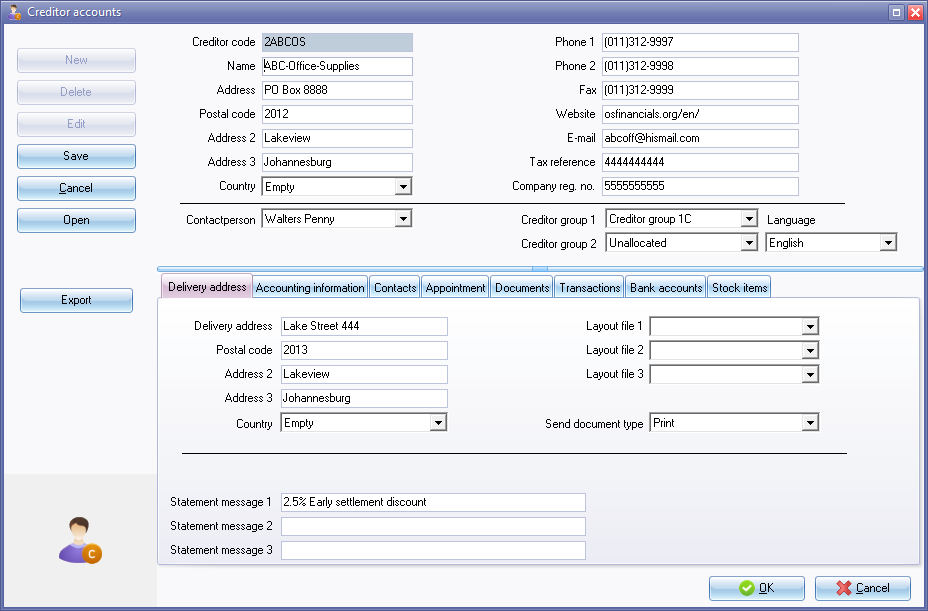 Creditor accounts
New
Delete
Edit
Save
Cancel
Open
Export
Creditor code 2ABCOS
Name ABC-Office-Supplies
Address PO Box 8888
Postal code 2012
Address 2 Lakeview
Address 3 Johannesburg
Country Empty
Contactperson Walters Penny
Phone 1 (011)312-9997
Phone 2 (011)312-9998
Fax (011)312-9999
Website osfinancials.org/en/
E-mail abcoff@hismail.com
Tax reference 4444444444
Company reg. no. 5555555555
Creditor group 1 Creditor group 1C Language
Creditor group 2 Unallocated English
Delivery address Accounting information Contacts Appointment Documents Transactions Bank accounts Stock items
Delivery address Lake Street 444
Postal code 2013
Address 2 Lakeview
Address 3 Johannesburg
Country Empty
Layout file 1
Layout file 2
Layout file 3
Send document type Print
Statement message 1 2.5% Early settlement discount
Statement message 2
Statement message 3
C
OK Cancel